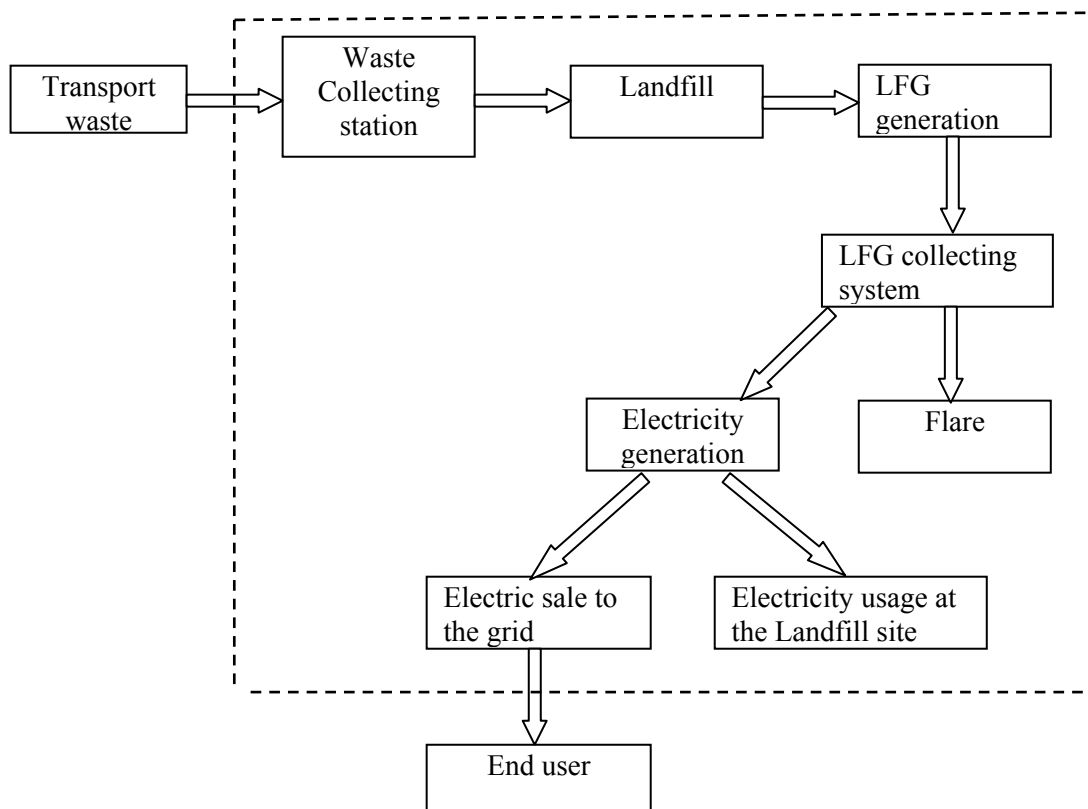 Transport
waste
Waste
Collecting
station
Landfill
LFG
generation
LFG collecting
system
Electricity
generation
Flare
Electric sale to
the grid
Electricity usage at
the Landfill site
End user